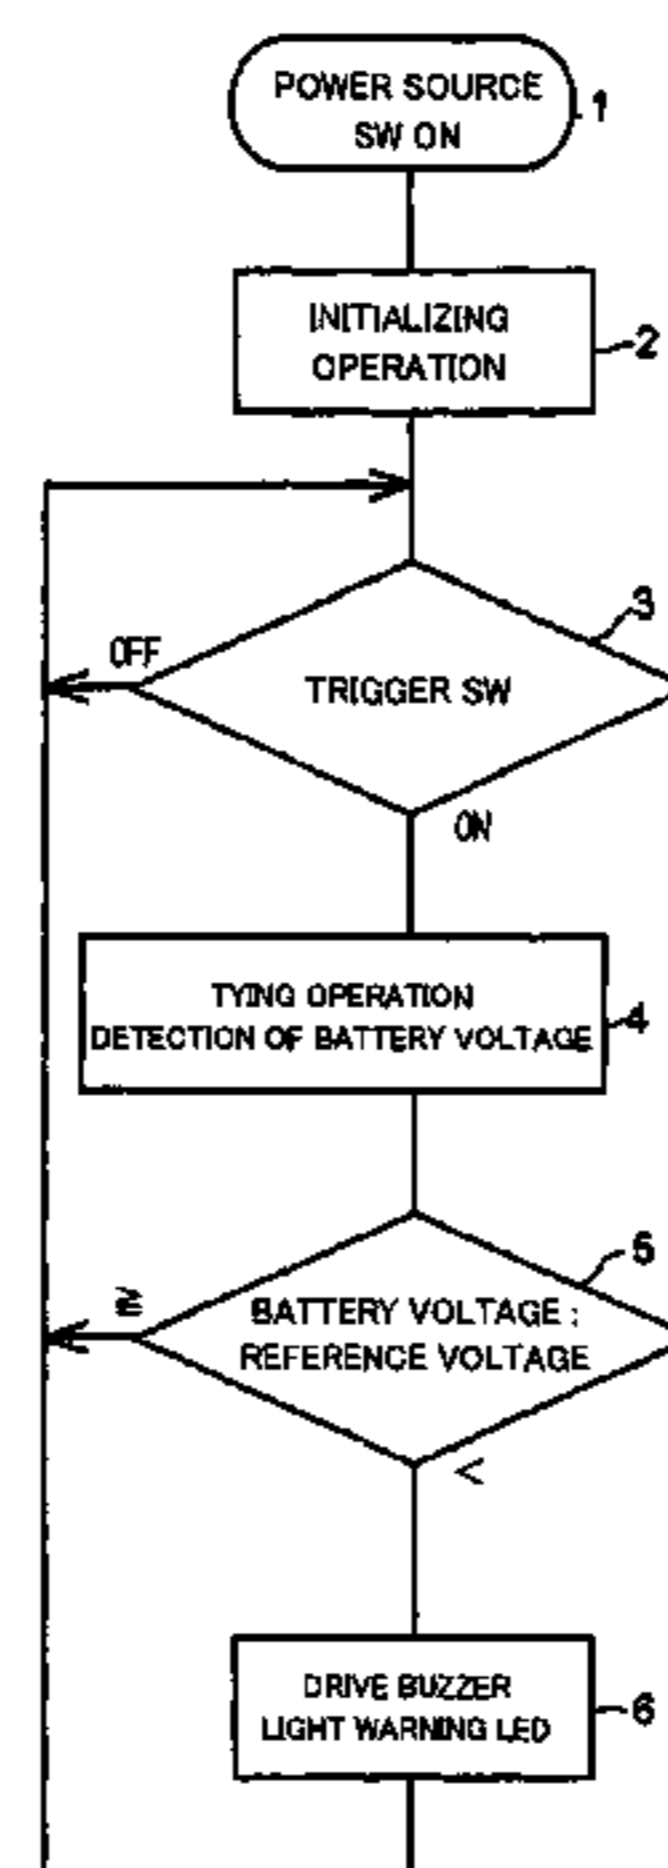 POWER SOURCE
SW ON
1
INITIALIZING
OPERATION
2
3
OFF
TRIGGER SW
ON
TYING OPERATION
DETECTION OF BATTERY VOLTAGE
4
5
≧
BATTERY VOLTAGE :
REFERENCE VOLTAGE
<
DRIVE BUZZER
LIGHT WARNING LED
6